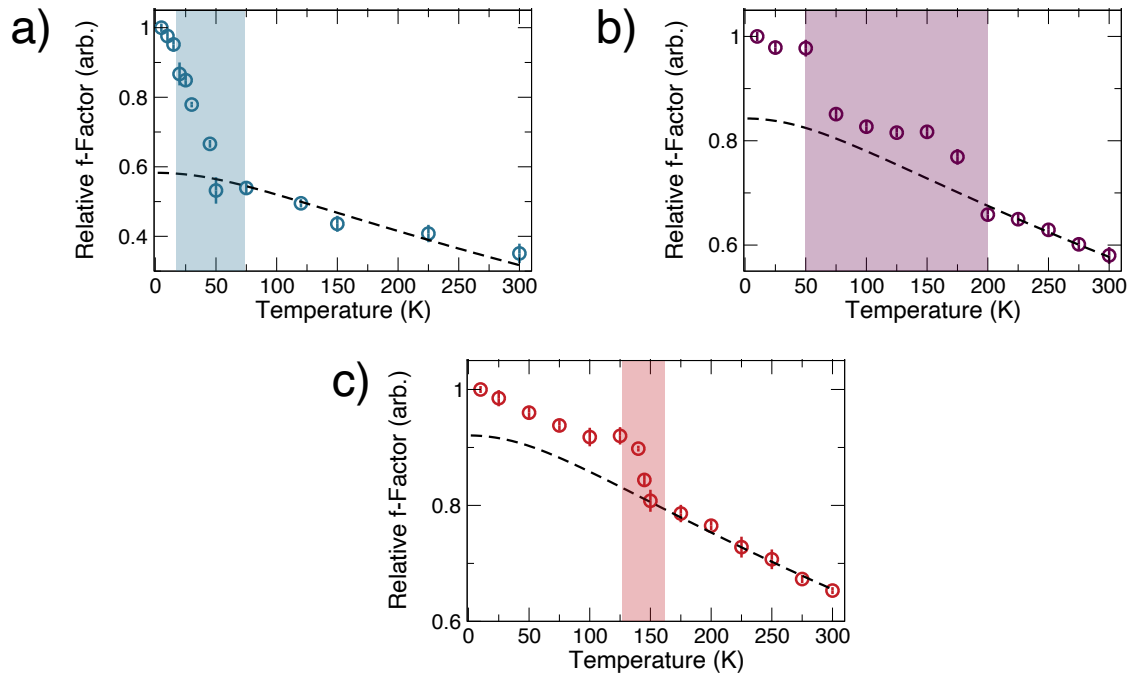 a)
Relative f-Factor (arb.)
1
0.8
0.6
0.4
0 50 100 150 200 250 300
Temperature (K)
b)
Relative f-Factor (arb.)
1
0.8
0.6
0 50 100 150 200 250 300
Temperature (K)
c)
Relative f-Factor (arb.)
1
0.8
0.6
0 50 100 150 200 250 300
Temperature (K)